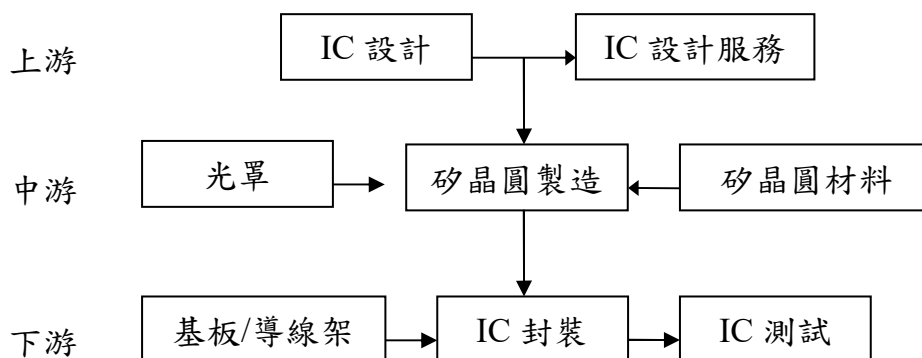 上游
IC 設計
IC 設計服務
中游
光罩
矽晶圓製造
矽晶圓材料
下游
基板/導線架
IC 封裝
IC 測試